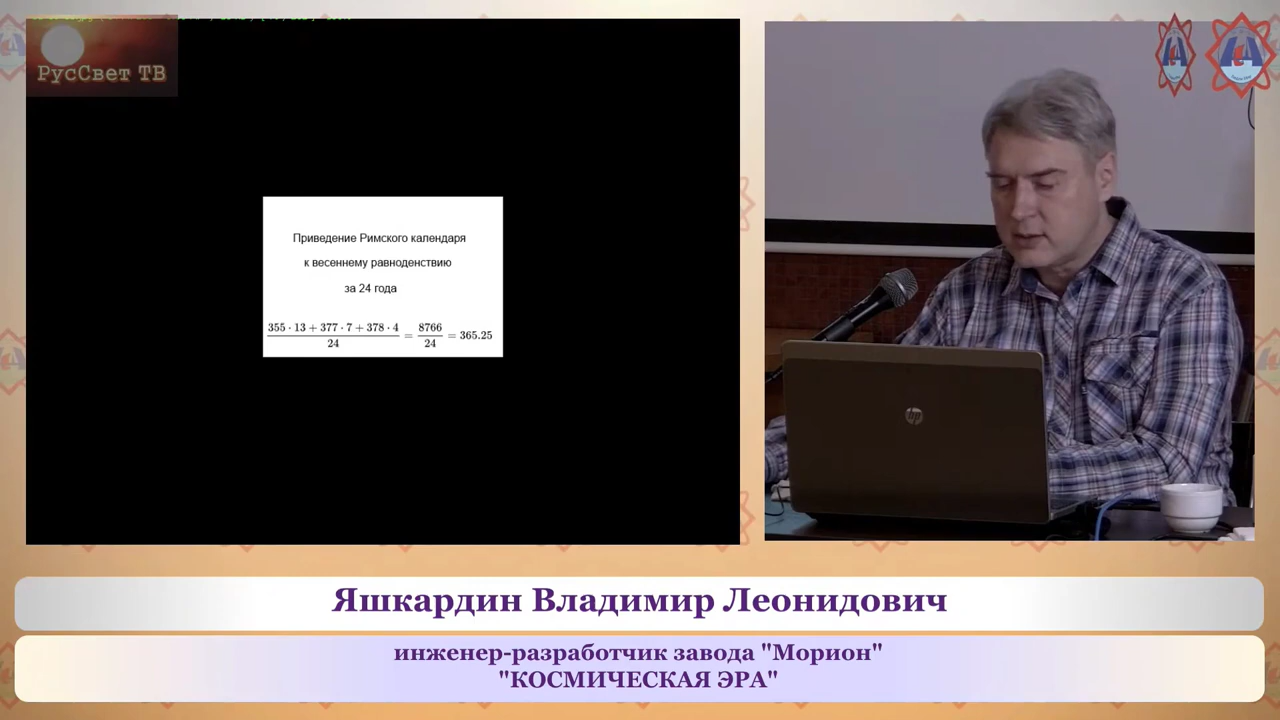 РусСвет ТВ
Приведение Римского календаря
к весеннему равноденствию
за 24 года
355 · 13 + 377 · 7 + 378 · 4 / 24 = 8766 / 24 = 365.25
hp
Яшкардин Владимир Леонидович
инженер-разработчик завода "Морион"
"КОСМИЧЕСКАЯ ЭРА"